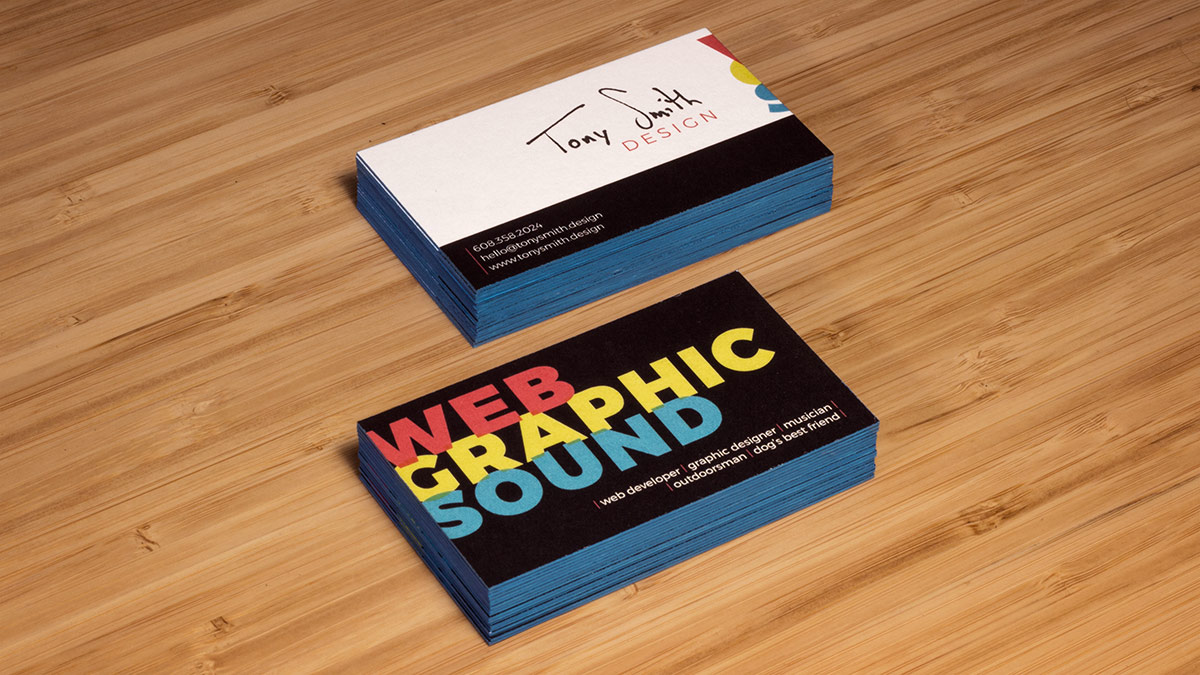 Tony Smith
DESIGN
608.358.2024
hello@tonysmith.design
www.tonysmith.design
WEB
GRAPHIC
SOUND
| web developer | graphic designer | musician |
| outdoorsman | dog's best friend |